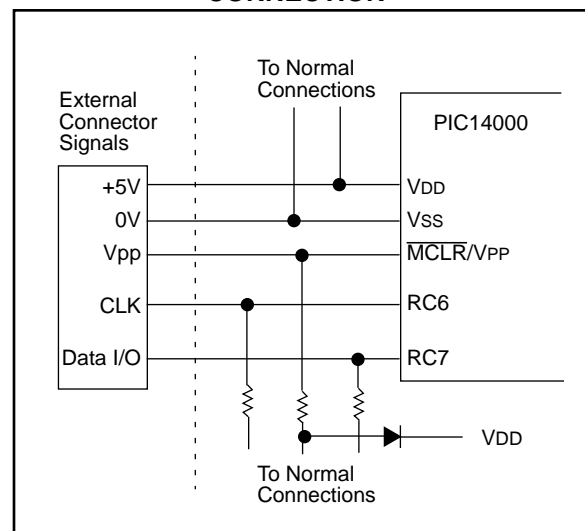 CONNECTION
To Normal
Connections
External
Connector
Signals
PIC14000
+5V
VDD
0V
VSS
Vpp
MCLR/VPP
CLK
RC6
Data I/O
RC7
VDD
To Normal
Connections